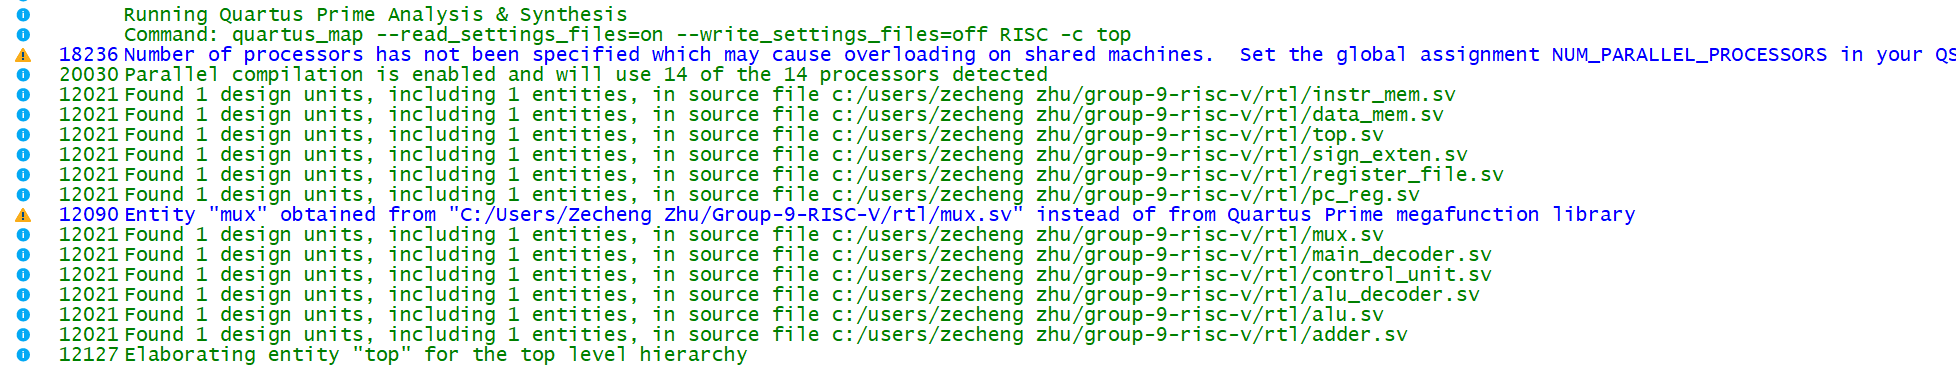 Running Quartus Prime Analysis & Synthesis
Command: quartus_map --read_settings_files=on --write_settings_files=off RISC -c top
18236 Number of processors has not been specified which may cause overloading on shared machines.  Set the global assignment NUM_PARALLEL_PROCESSORS in your QS
20030 Parallel compilation is enabled and will use 14 of the 14 processors detected
12021 Found 1 design units, including 1 entities, in source file c:/users/zecheng zhu/group-9-risc-v/rtl/instr_mem.sv
12021 Found 1 design units, including 1 entities, in source file c:/users/zecheng zhu/group-9-risc-v/rtl/data_mem.sv
12021 Found 1 design units, including 1 entities, in source file c:/users/zecheng zhu/group-9-risc-v/rtl/top.sv
12021 Found 1 design units, including 1 entities, in source file c:/users/zecheng zhu/group-9-risc-v/rtl/sign_exten.sv
12021 Found 1 design units, including 1 entities, in source file c:/users/zecheng zhu/group-9-risc-v/rtl/register_file.sv
12021 Found 1 design units, including 1 entities, in source file c:/users/zecheng zhu/group-9-risc-v/rtl/pc_reg.sv
12090 Entity "mux" obtained from "C:/Users/Zecheng Zhu/Group-9-RISC-V/rtl/mux.sv" instead of from Quartus Prime megafunction library
12021 Found 1 design units, including 1 entities, in source file c:/users/zecheng zhu/group-9-risc-v/rtl/mux.sv
12021 Found 1 design units, including 1 entities, in source file c:/users/zecheng zhu/group-9-risc-v/rtl/main_decoder.sv
12021 Found 1 design units, including 1 entities, in source file c:/users/zecheng zhu/group-9-risc-v/rtl/control_unit.sv
12021 Found 1 design units, including 1 entities, in source file c:/users/zecheng zhu/group-9-risc-v/rtl/alu_decoder.sv
12021 Found 1 design units, including 1 entities, in source file c:/users/zecheng zhu/group-9-risc-v/rtl/alu.sv
12021 Found 1 design units, including 1 entities, in source file c:/users/zecheng zhu/group-9-risc-v/rtl/adder.sv
12127 Elaborating entity "top" for the top level hierarchy